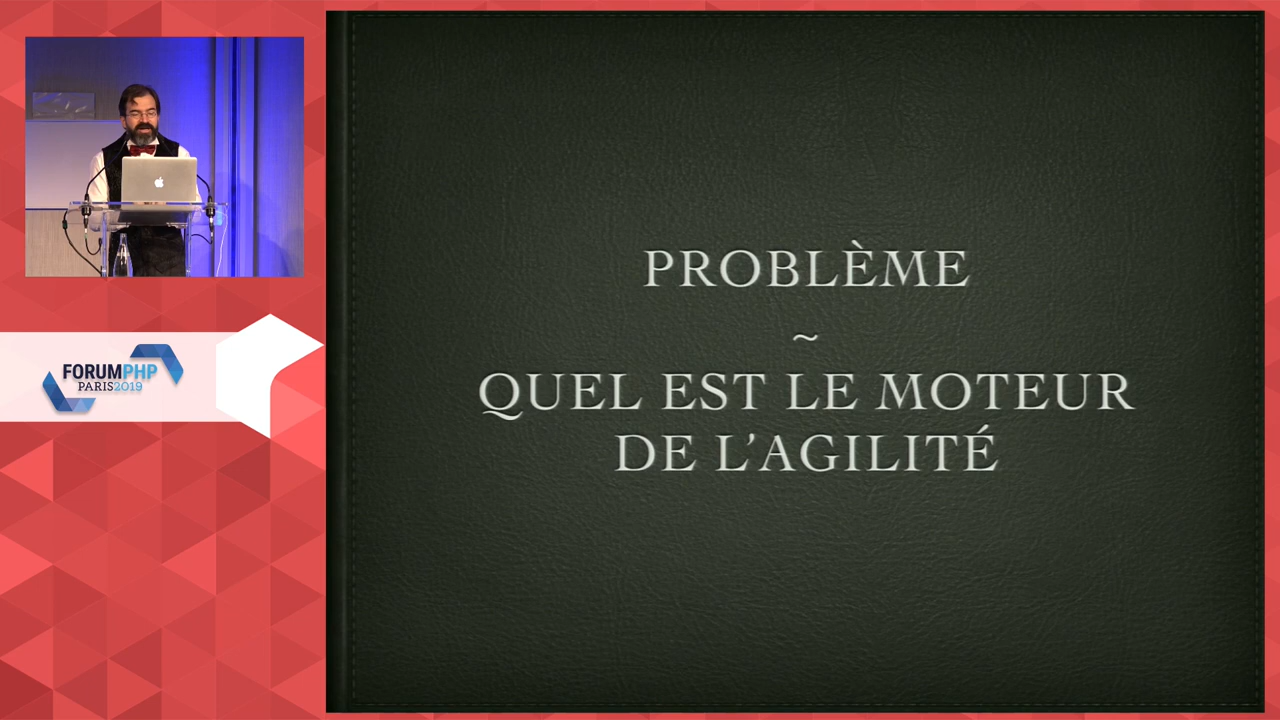 FORUMPHP
PARIS2019
PROBLÈME
~
QUEL EST LE MOTEUR
DE L’AGILITÉ